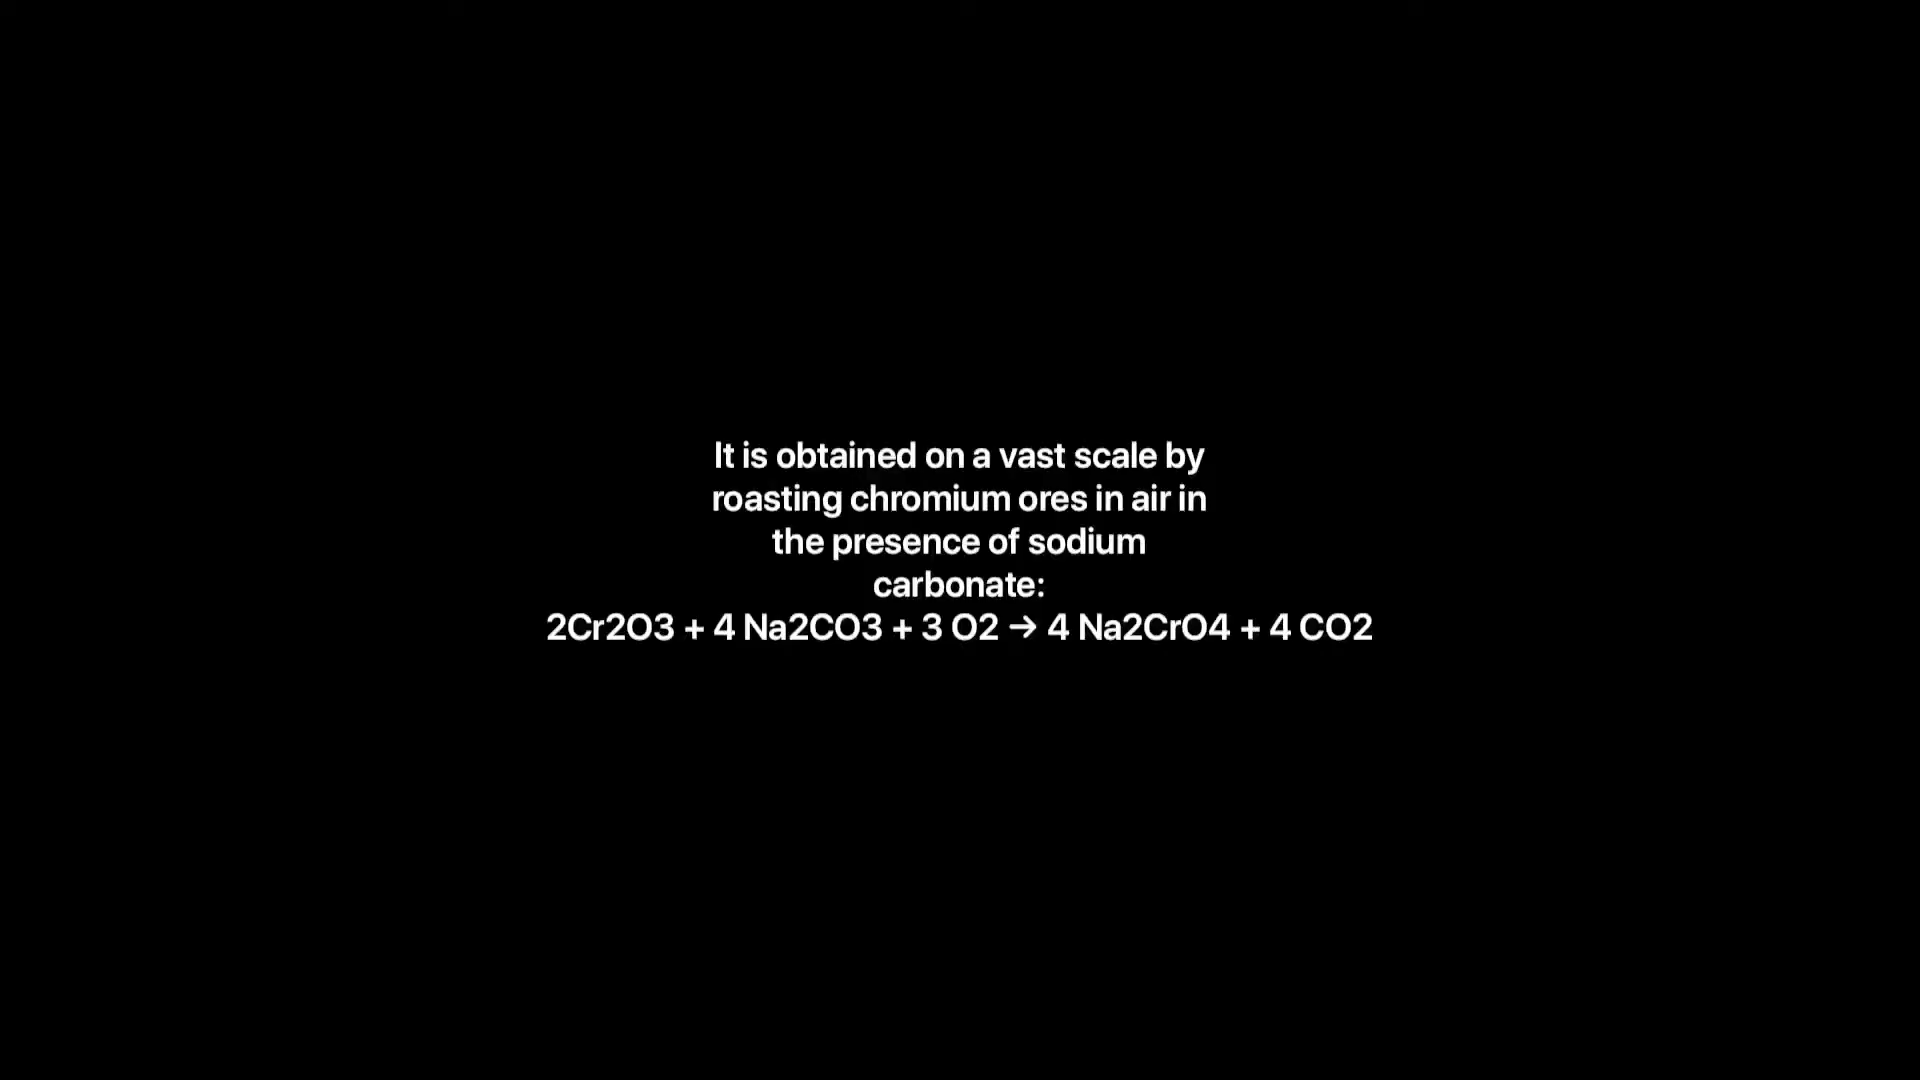 It is obtained on a vast scale by
roasting chromium ores in air in
the presence of sodium
carbonate:
2Cr2O3 + 4 Na2CO3 + 3 O2 → 4 Na2CrO4 + 4 CO2